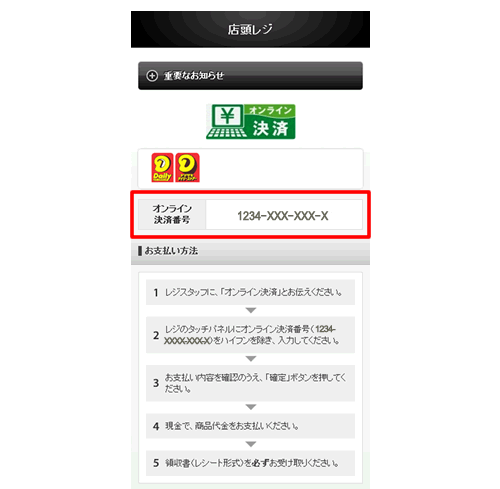 店頭レジ
重要なお知らせ
オンライン
決済
Daily
オンライン
決済番号
1234-XXX-XXX-X
お支払い方法
1 レジスタッフに、「オンライン決済」とお伝えください。
2 レジのタッチパネルにオンライン決済番号（1234-
XXXX-XXX-X）をハイフンを除き、入力してください。
3 お支払い内容を確認のうえ、「確定」ボタンを押してく
ださい。
4 現金で、商品代金をお支払いください。
5 領収書（レシート形式）を必ずお受け取りください。